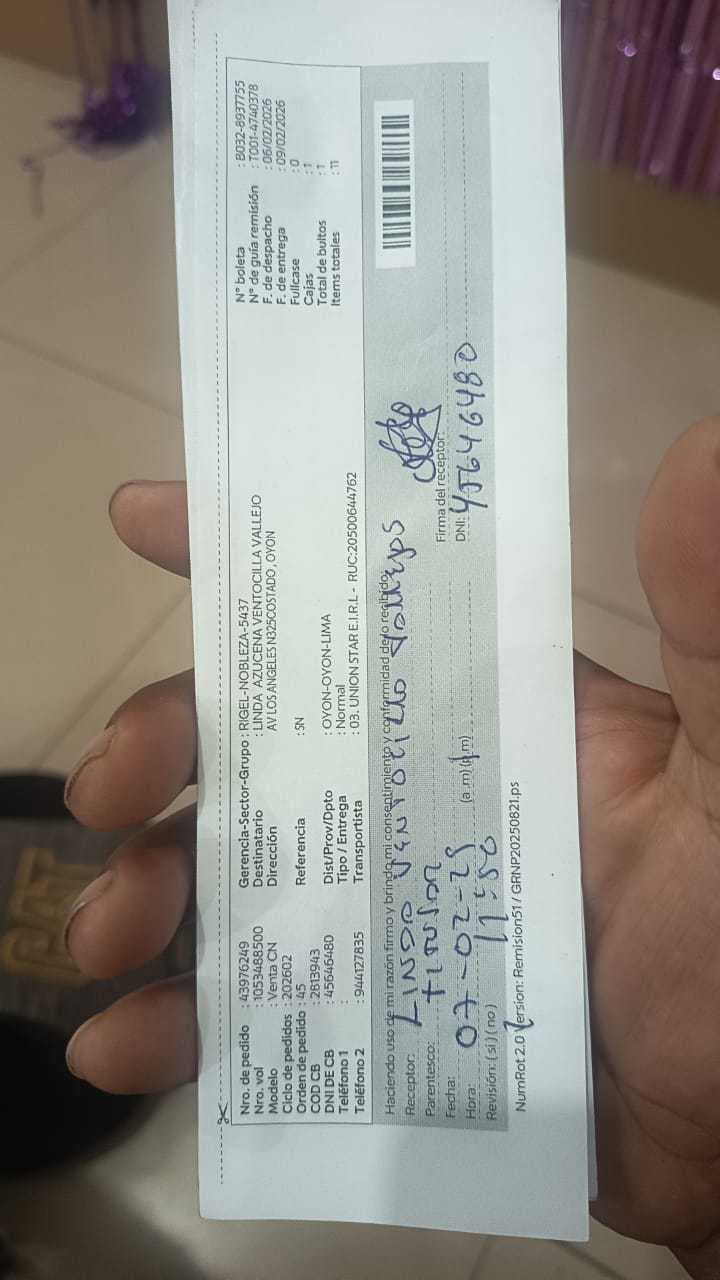 Nro. de pedido : 43976249
Nro. vol : 1053488500
Modelo : Venta CN
Ciclo de pedidos : 202602
Orden de pedido : 45
COD CB : 2813943
DNI DE CB : 45646480
Teléfono 1 :
Teléfono 2 : 944127835
Gerencia-Sector-Grupo : RIGEL-NOBLEZA-5437
Destinatario : LINDA AZUCENA VENTOCILLA VALLEJO
Dirección AV LOS ANGELES N325COSTADO , OYON
Referencia : SN
Dist/Prov/Dpto : OYON-OYON-LIMA
Tipo / Entrega : Normal
Transportista : 03. UNION STAR E.I.R.L - RUC:20500644762
N° boleta : B032-8937755
N° de guía remisión : T001-4740378
F. de despacho : 06/02/2026
F. de entrega : 09/02/2026
Fullcase : 0
Cajas : 1
Total de bultos : 1
Items totales : 11
Haciendo uso de mi razón firmo y brindo mi consentimiento y conformidad de lo recibido:
Receptor: LINDA VENTOCILLA
Parentesco:
Firma del receptor:
Fecha: 07-02-25
DNI: 45646480
Hora: 11:50 (a.m)(p.m)
Revisión: (si) (no)
NumRot 2.0 Version: Remision51 / GRNP20250821.ps
CAT